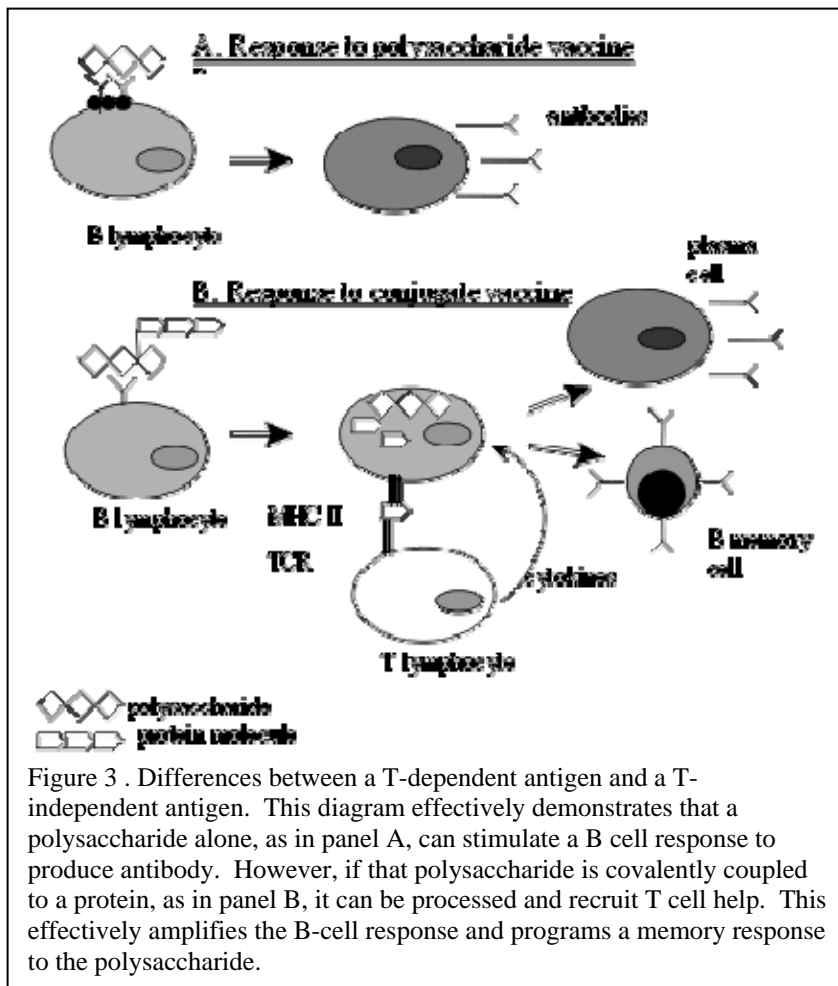 A. Response to polysaccharide vaccine
antibodies
B lymphocyte
plasma
cell
B. Response to conjugate vaccine
B lymphocyte
MHC II
TCR
cytokines
B memory
cell
T lymphocyte
polysaccharide
protein molecule
Figure 3 . Differences between a T-dependent antigen and a T-
independent antigen.  This diagram effectively demonstrates that a
polysaccharide alone, as in panel A, can stimulate a B cell response to
produce antibody.  However, if that polysaccharide is covalently coupled
to a protein, as in panel B, it can be processed and recruit T cell help.  This
effectively amplifies the B-cell response and programs a memory response
to the polysaccharide.